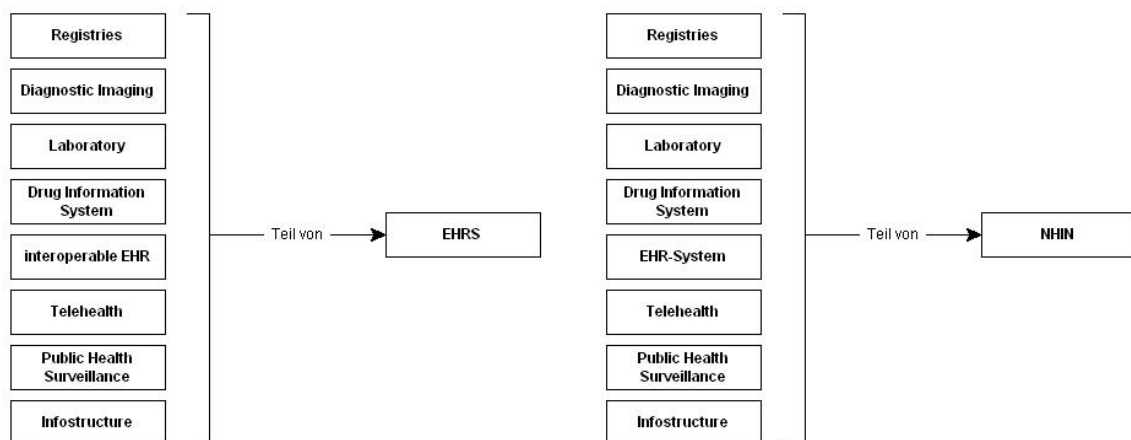 Registries
Diagnostic Imaging
Laboratory
Drug Information
System
interoperable EHR
Telehealth
Public Health
Surveillance
Infostructure
Teil von
EHRS
Registries
Diagnostic Imaging
Laboratory
Drug Information
System
EHR-System
Telehealth
Public Health
Surveillance
Infostructure
Teil von
NHIN